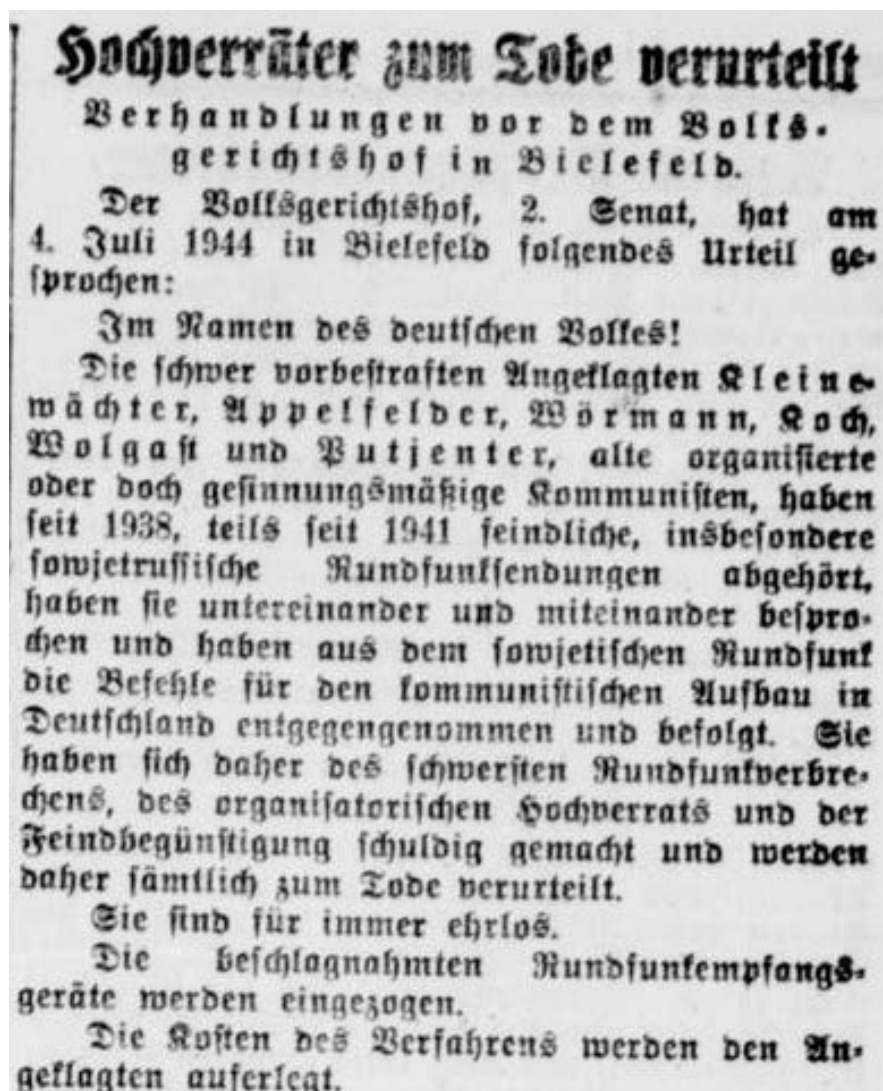 Hochverräter zum Tode verurteilt
Verhandlungen vor dem Volks-
gerichtshof in Bielefeld.
Der Volksgerichtshof, 2. Senat, hat am
4. Juli 1944 in Bielefeld folgendes Urteil ge-
sprochen:
Im Namen des deutschen Volkes!
Die schwer vorbestraften Angeklagten Kleine-
wächter, Appelfelder, Wörmann, Koch,
Wolgast und Putjenter, alte organisierte
oder doch gesinnungsmäßige Kommunisten, haben
seit 1938, teils seit 1941 feindliche, insbesondere
sowjetrussische Rundfunksendungen abgehört,
haben sie untereinander und miteinander bespro-
chen und haben aus dem sowjetischen Rundfunk
die Befehle für den kommunistischen Aufbau in
Deutschland entgegengenommen und befolgt. Sie
haben sich daher des schwersten Rundfunkverbre-
chens, des organisatorischen Hochverrats und der
Feindbegünstigung schuldig gemacht und werden
daher sämtlich zum Tode verurteilt.
Sie sind für immer ehrlos.
Die beschlagnahmten Rundfunkempfangs-
geräte werden eingezogen.
Die Kosten des Verfahrens werden den An-
geklagten auferlegt.